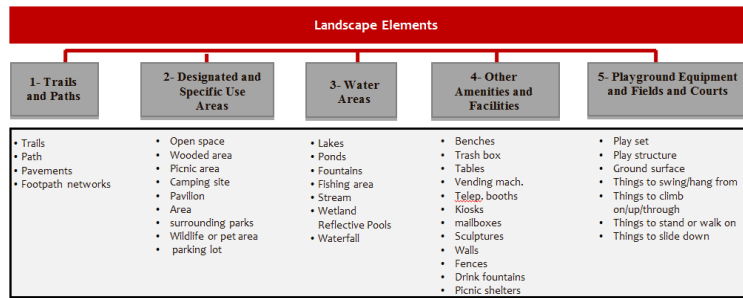 Landscape Elements
1- Trails
and Paths
2- Designated and
Specific Use
Areas
3- Water
Areas
4- Other
Amenities and
Facilities
5- Playground Equipment
and Fields and Courts
• Trails
• Path
• Pavements
• Footpath networks
• Open space
• Wooded area
• Picnic area
• Camping site
• Pavilion
• Area
• surrounding parks
• Wildlife or pet area
• parking lot
• Lakes
• Ponds
• Fountains
• Fishing area
• Stream
• Wetland
Reflective Pools
• Waterfall
• Benches
• Trash box
• Tables
• Vending mach.
• Telep. booths
• Kiosks
• mailboxes
• Sculptures
• Walls
• Fences
• Drink fountains
• Picnic shelters
• Play set
• Play structure
• Ground surface
• Things to swing/hang from
• Things to climb
on/up/through
• Things to stand or walk on
• Things to slide down